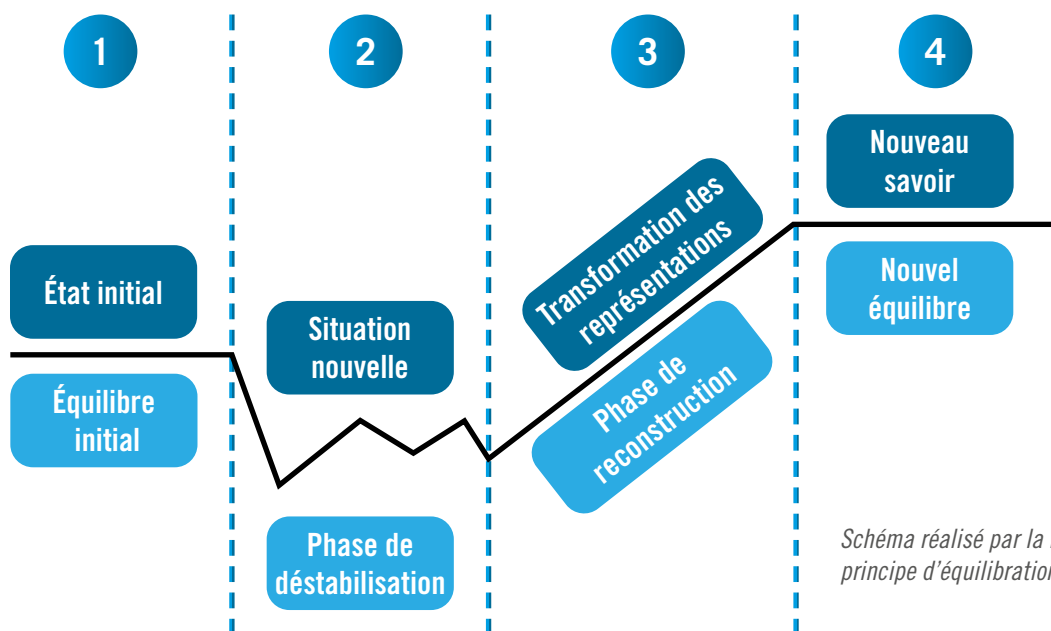 1
2
3
4
État initial
Équilibre
initial
Situation
nouvelle
Phase de
déstabilisation
Transformation des
représentations
Phase de
reconstruction
Nouveau
savoir
Nouvel
équilibre
Schéma réalisé par la
principe d'équilibration